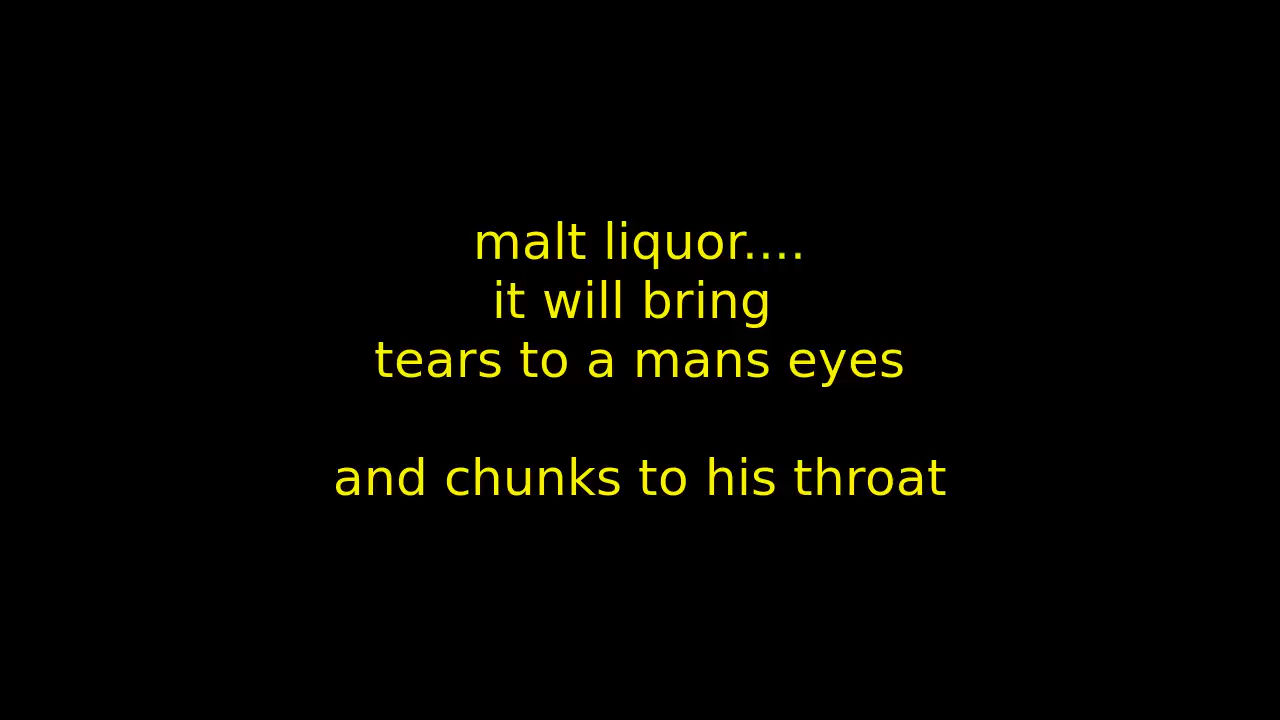 malt liquor....
it will bring
tears to a mans eyes
and chunks to his throat